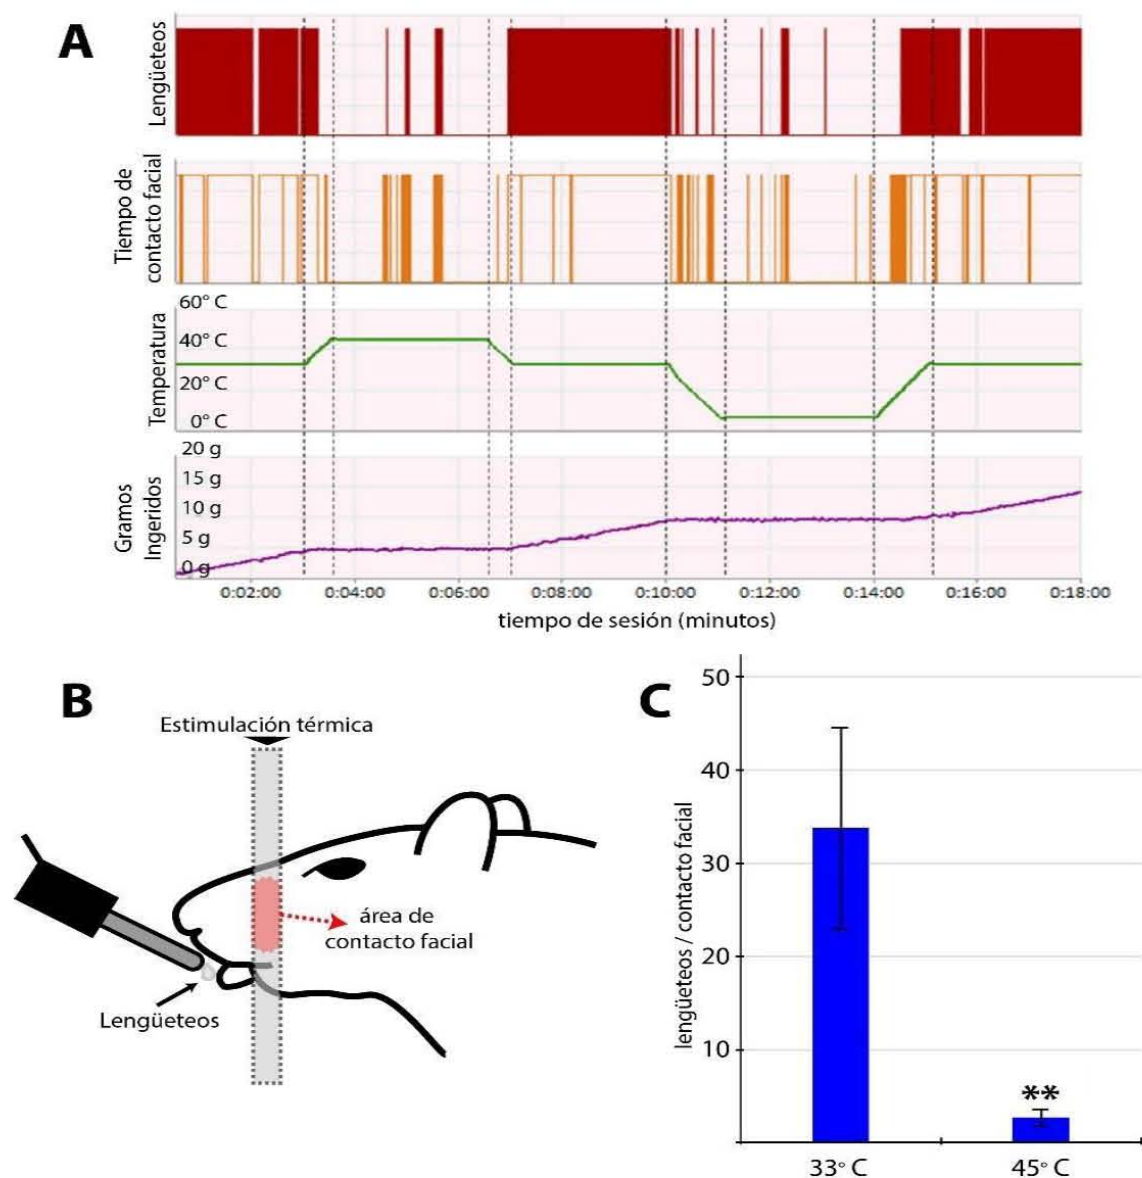 A
Lengüeteos
Tiempo de
contacto facial
60° C
40° C
20° C
0° C
Temperatura
20 g
15 g
10 g
5 g
0 g
Gramos
Ingeridos
0:02:00 0:04:00 0:06:00 0:08:00 0:10:00 0:12:00 0:14:00 0:16:00 0:18:00
tiempo de sesión (minutos)
B
Estimulación térmica
área de
contacto facial
Lengüeteos
C
50
40
30
20
10
lengüeteos / contacto facial
**
33° C 45° C